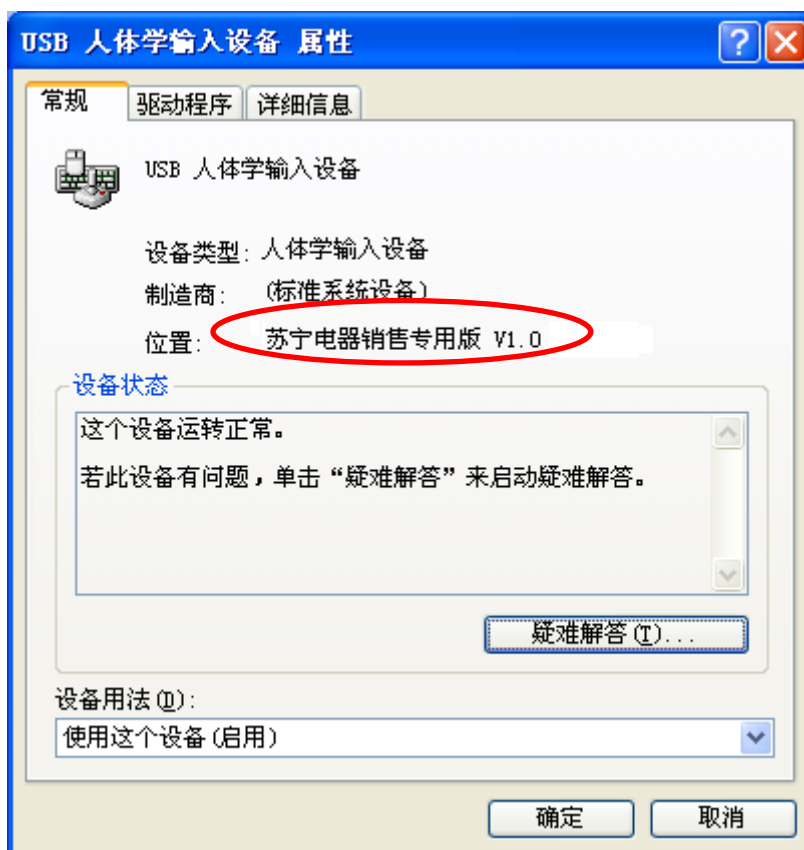 USB 人体学输入设备 属性
常规 驱动程序 详细信息
USB 人体学输入设备
设备类型: 人体学输入设备
制造商: (标准系统设备)
位置: 苏宁电器销售专用版 V1.0
设备状态
这个设备运转正常。
若此设备有问题，单击“疑难解答”来启动疑难解答。
疑难解答(T)...
设备用法(D):
使用这个设备(启用)
确定 取消